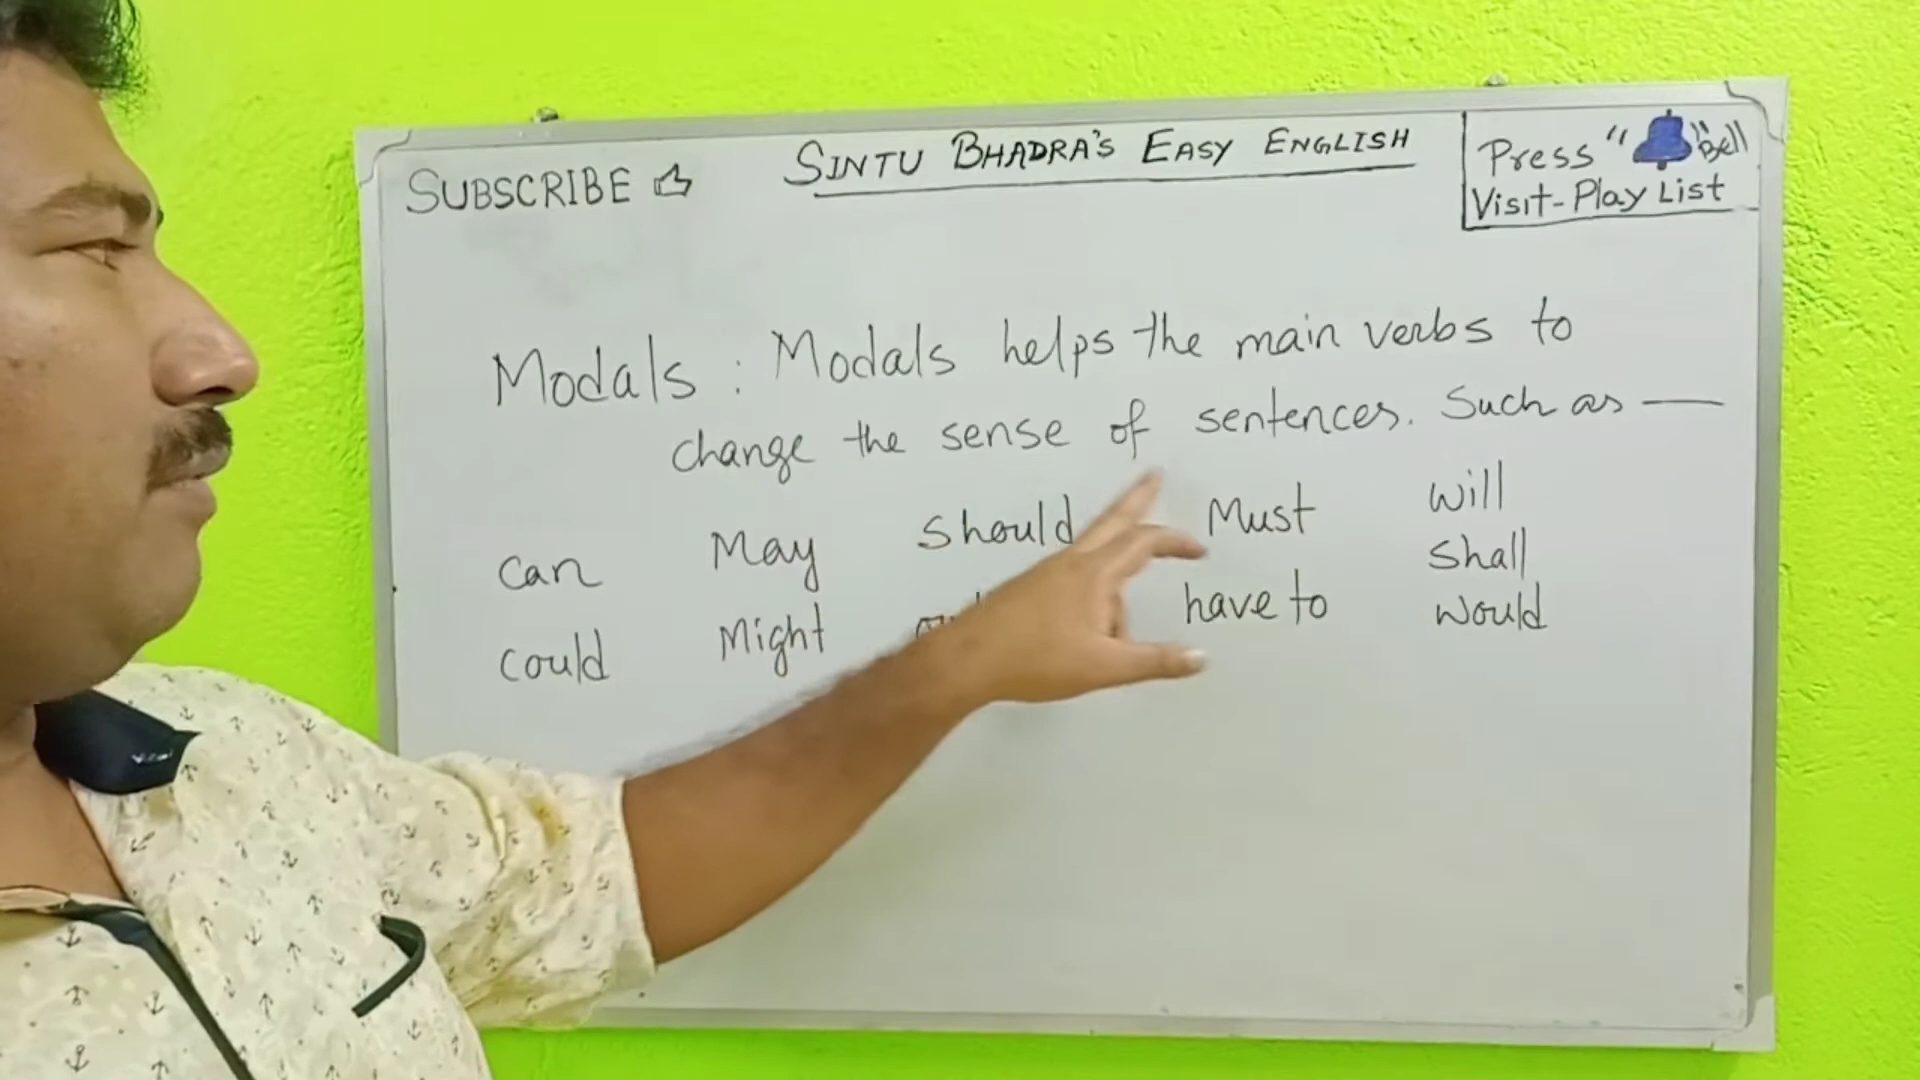 SUBSCRIBE
SINTU BHADRA'S EASY ENGLISH
Press " " Bell
Visit-Play List
Modals : Modals helps the main verbs to
change the sense of sentences. Such as —
can May should Must will
shall
could Might have to would